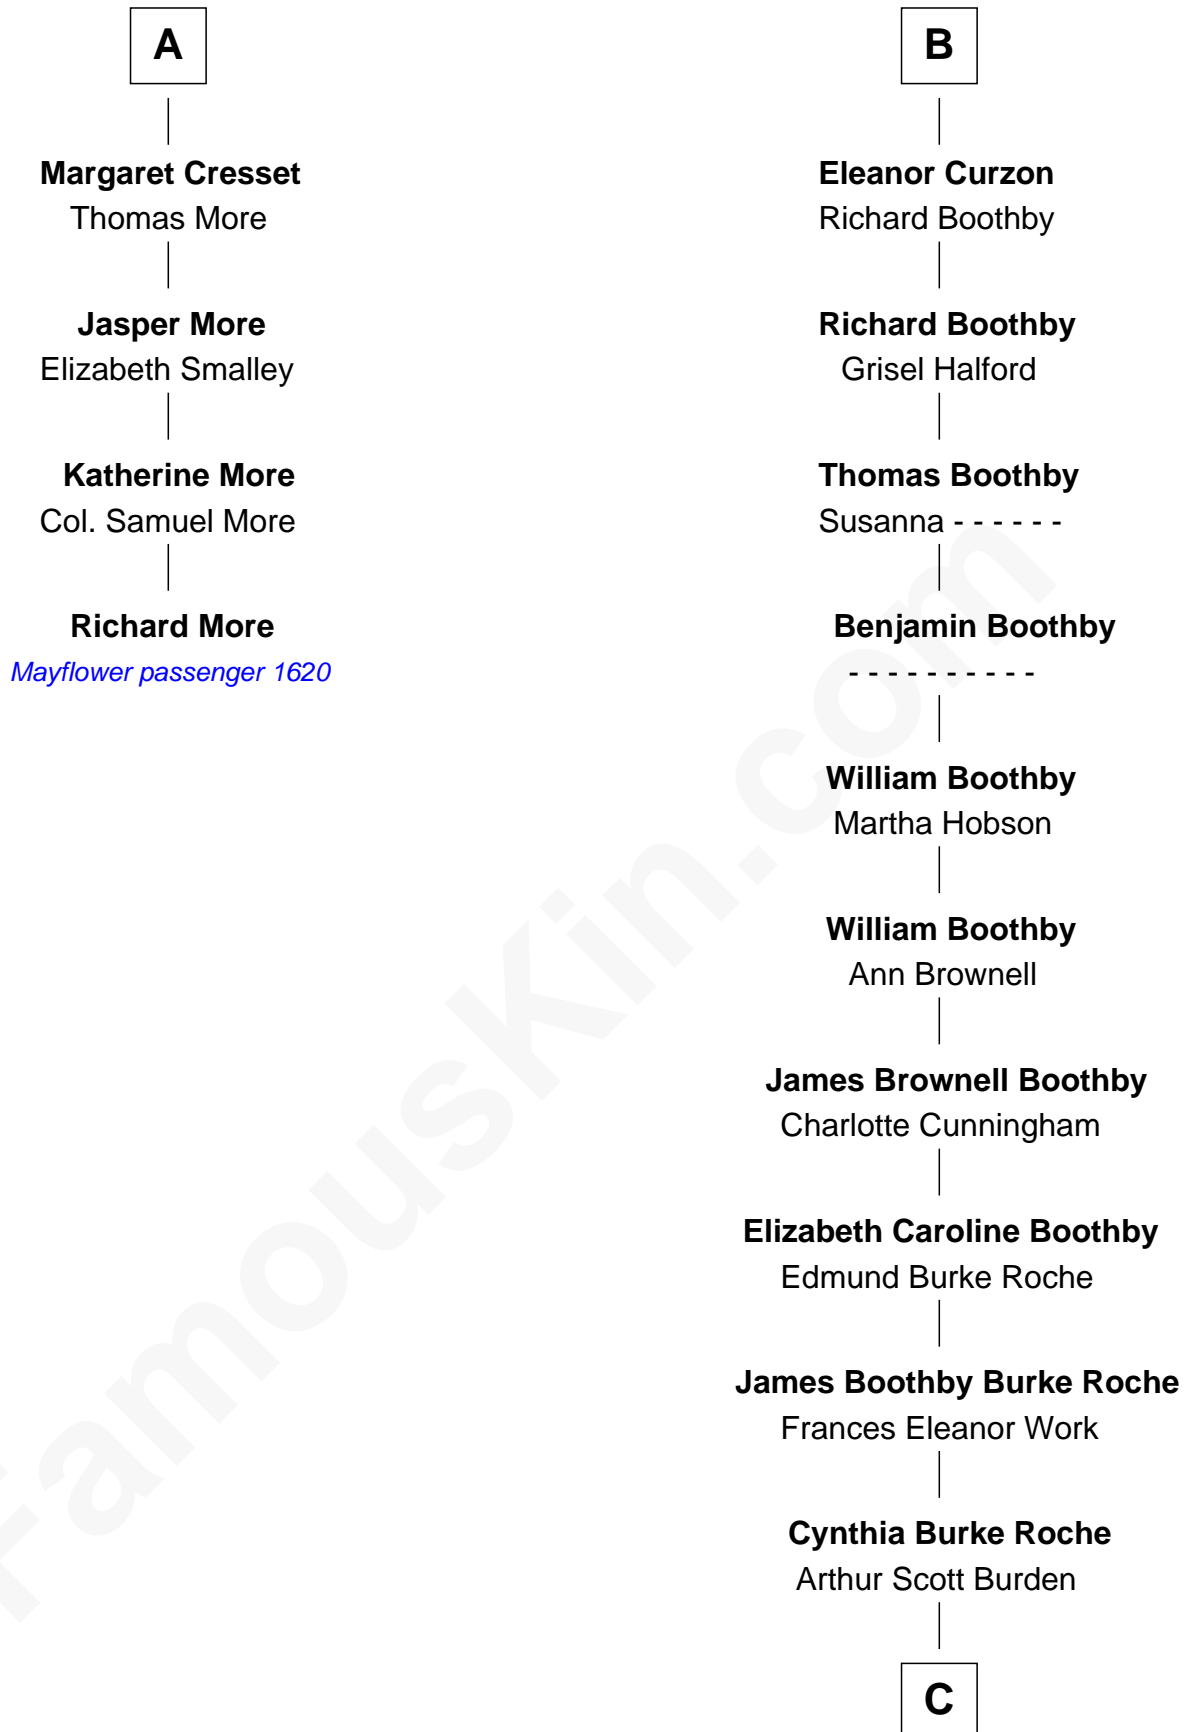 A
Margaret Cresset
Thomas More
Jasper More
Elizabeth Smalley
Katherine More
Col. Samuel More
Richard More
Mayflower passenger 1620
B
Eleanor Curzon
Richard Boothby
Richard Boothby
Grisel Halford
Thomas Boothby
Susanna - - - - - -
Benjamin Boothby
- - - - - - - - - -
William Boothby
Martha Hobson
William Boothby
Ann Brownell
James Brownell Boothby
Charlotte Cunningham
Elizabeth Caroline Boothby
Edmund Burke Roche
James Boothby Burke Roche
Frances Eleanor Work
Cynthia Burke Roche
Arthur Scott Burden
C
FamousKin.com